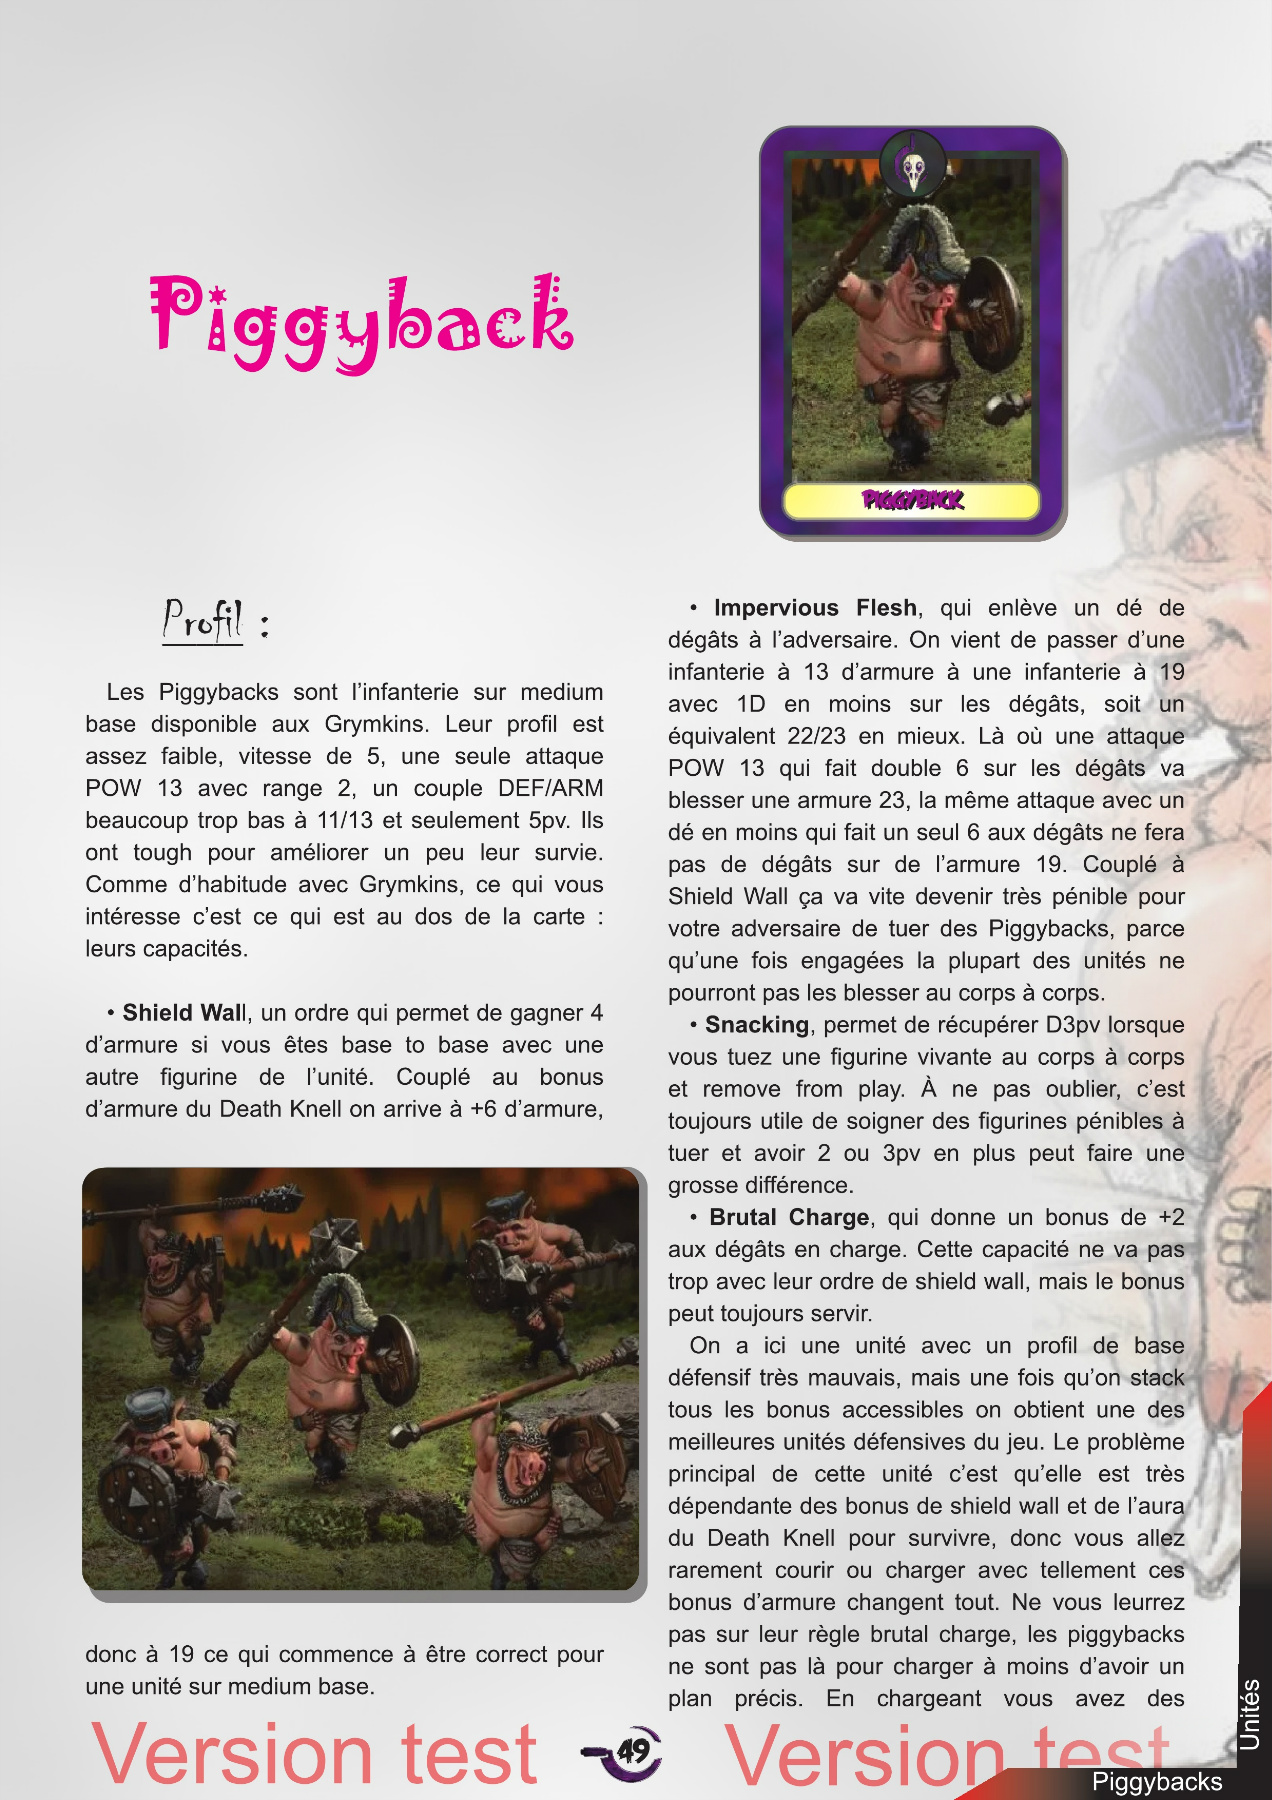 Piggyback
PIGGYBACK
Profil :
Les Piggybacks sont l’infanterie sur medium
base disponible aux Grymkins. Leur profil est
assez faible, vitesse de 5, une seule attaque
POW 13 avec range 2, un couple DEF/ARM
beaucoup trop bas à 11/13 et seulement 5pv. Ils
ont tough pour améliorer un peu leur survie.
Comme d’habitude avec Grymkins, ce qui vous
intéresse c’est ce qui est au dos de la carte :
leurs capacités.
• Shield Wall, un ordre qui permet de gagner 4
d’armure si vous êtes base to base avec une
autre figurine de l’unité. Couplé au bonus
d’armure du Death Knell on arrive à +6 d’armure,
donc à 19 ce qui commence à être correct pour
une unité sur medium base.
• Impervious Flesh, qui enlève un dé de
dégâts à l’adversaire. On vient de passer d’une
infanterie à 13 d’armure à une infanterie à 19
avec 1D en moins sur les dégâts, soit un
équivalent 22/23 en mieux. Là où une attaque
POW 13 qui fait double 6 sur les dégâts va
blesser une armure 23, la même attaque avec un
dé en moins qui fait un seul 6 aux dégâts ne fera
pas de dégâts sur de l’armure 19. Couplé à
Shield Wall ça va vite devenir très pénible pour
votre adversaire de tuer des Piggybacks, parce
qu’une fois engagées la plupart des unités ne
pourront pas les blesser au corps à corps.
• Snacking, permet de récupérer D3pv lorsque
vous tuez une figurine vivante au corps à corps
et remove from play. À ne pas oublier, c’est
toujours utile de soigner des figurines pénibles à
tuer et avoir 2 ou 3pv en plus peut faire une
grosse différence.
• Brutal Charge, qui donne un bonus de +2
aux dégâts en charge. Cette capacité ne va pas
trop avec leur ordre de shield wall, mais le bonus
peut toujours servir.
On a ici une unité avec un profil de base
défensif très mauvais, mais une fois qu’on stack
tous les bonus accessibles on obtient une des
meilleures unités défensives du jeu. Le problème
principal de cette unité c’est qu’elle est très
dépendante des bonus de shield wall et de l’aura
du Death Knell pour survivre, donc vous allez
rarement courir ou charger avec tellement ces
bonus d’armure changent tout. Ne vous leurrez
pas sur leur règle brutal charge, les piggybacks
ne sont pas là pour charger à moins d’avoir un
plan précis. En chargeant vous avez des
Version test
49
Version test
Unités
Piggybacks